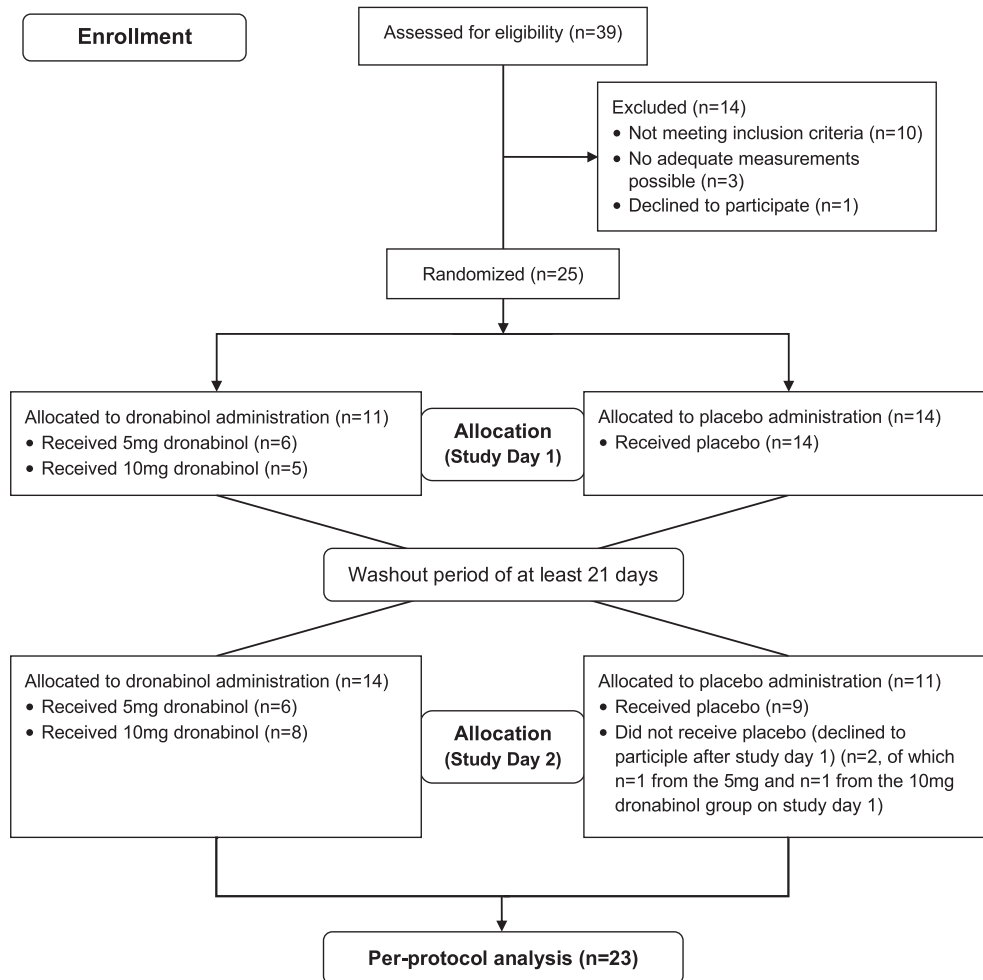 Enrollment
Assessed for eligibility (n=39)
Excluded (n=14)
• Not meeting inclusion criteria (n=10)
• No adequate measurements
possible (n=3)
• Declined to participate (n=1)
Randomized (n=25)
Allocated to dronabinol administration (n=11)
• Received 5mg dronabinol (n=6)
• Received 10mg dronabinol (n=5)
Allocation
(Study Day 1)
Allocated to placebo administration (n=14)
• Received placebo (n=14)
Washout period of at least 21 days
Allocated to dronabinol administration (n=14)
• Received 5mg dronabinol (n=6)
• Received 10mg dronabinol (n=8)
Allocation
(Study Day 2)
Allocated to placebo administration (n=11)
• Received placebo (n=9)
• Did not receive placebo (declined to
participle after study day 1) (n=2, of which
n=1 from the 5mg and n=1 from the 10mg
dronabinol group on study day 1)
Per-protocol analysis (n=23)